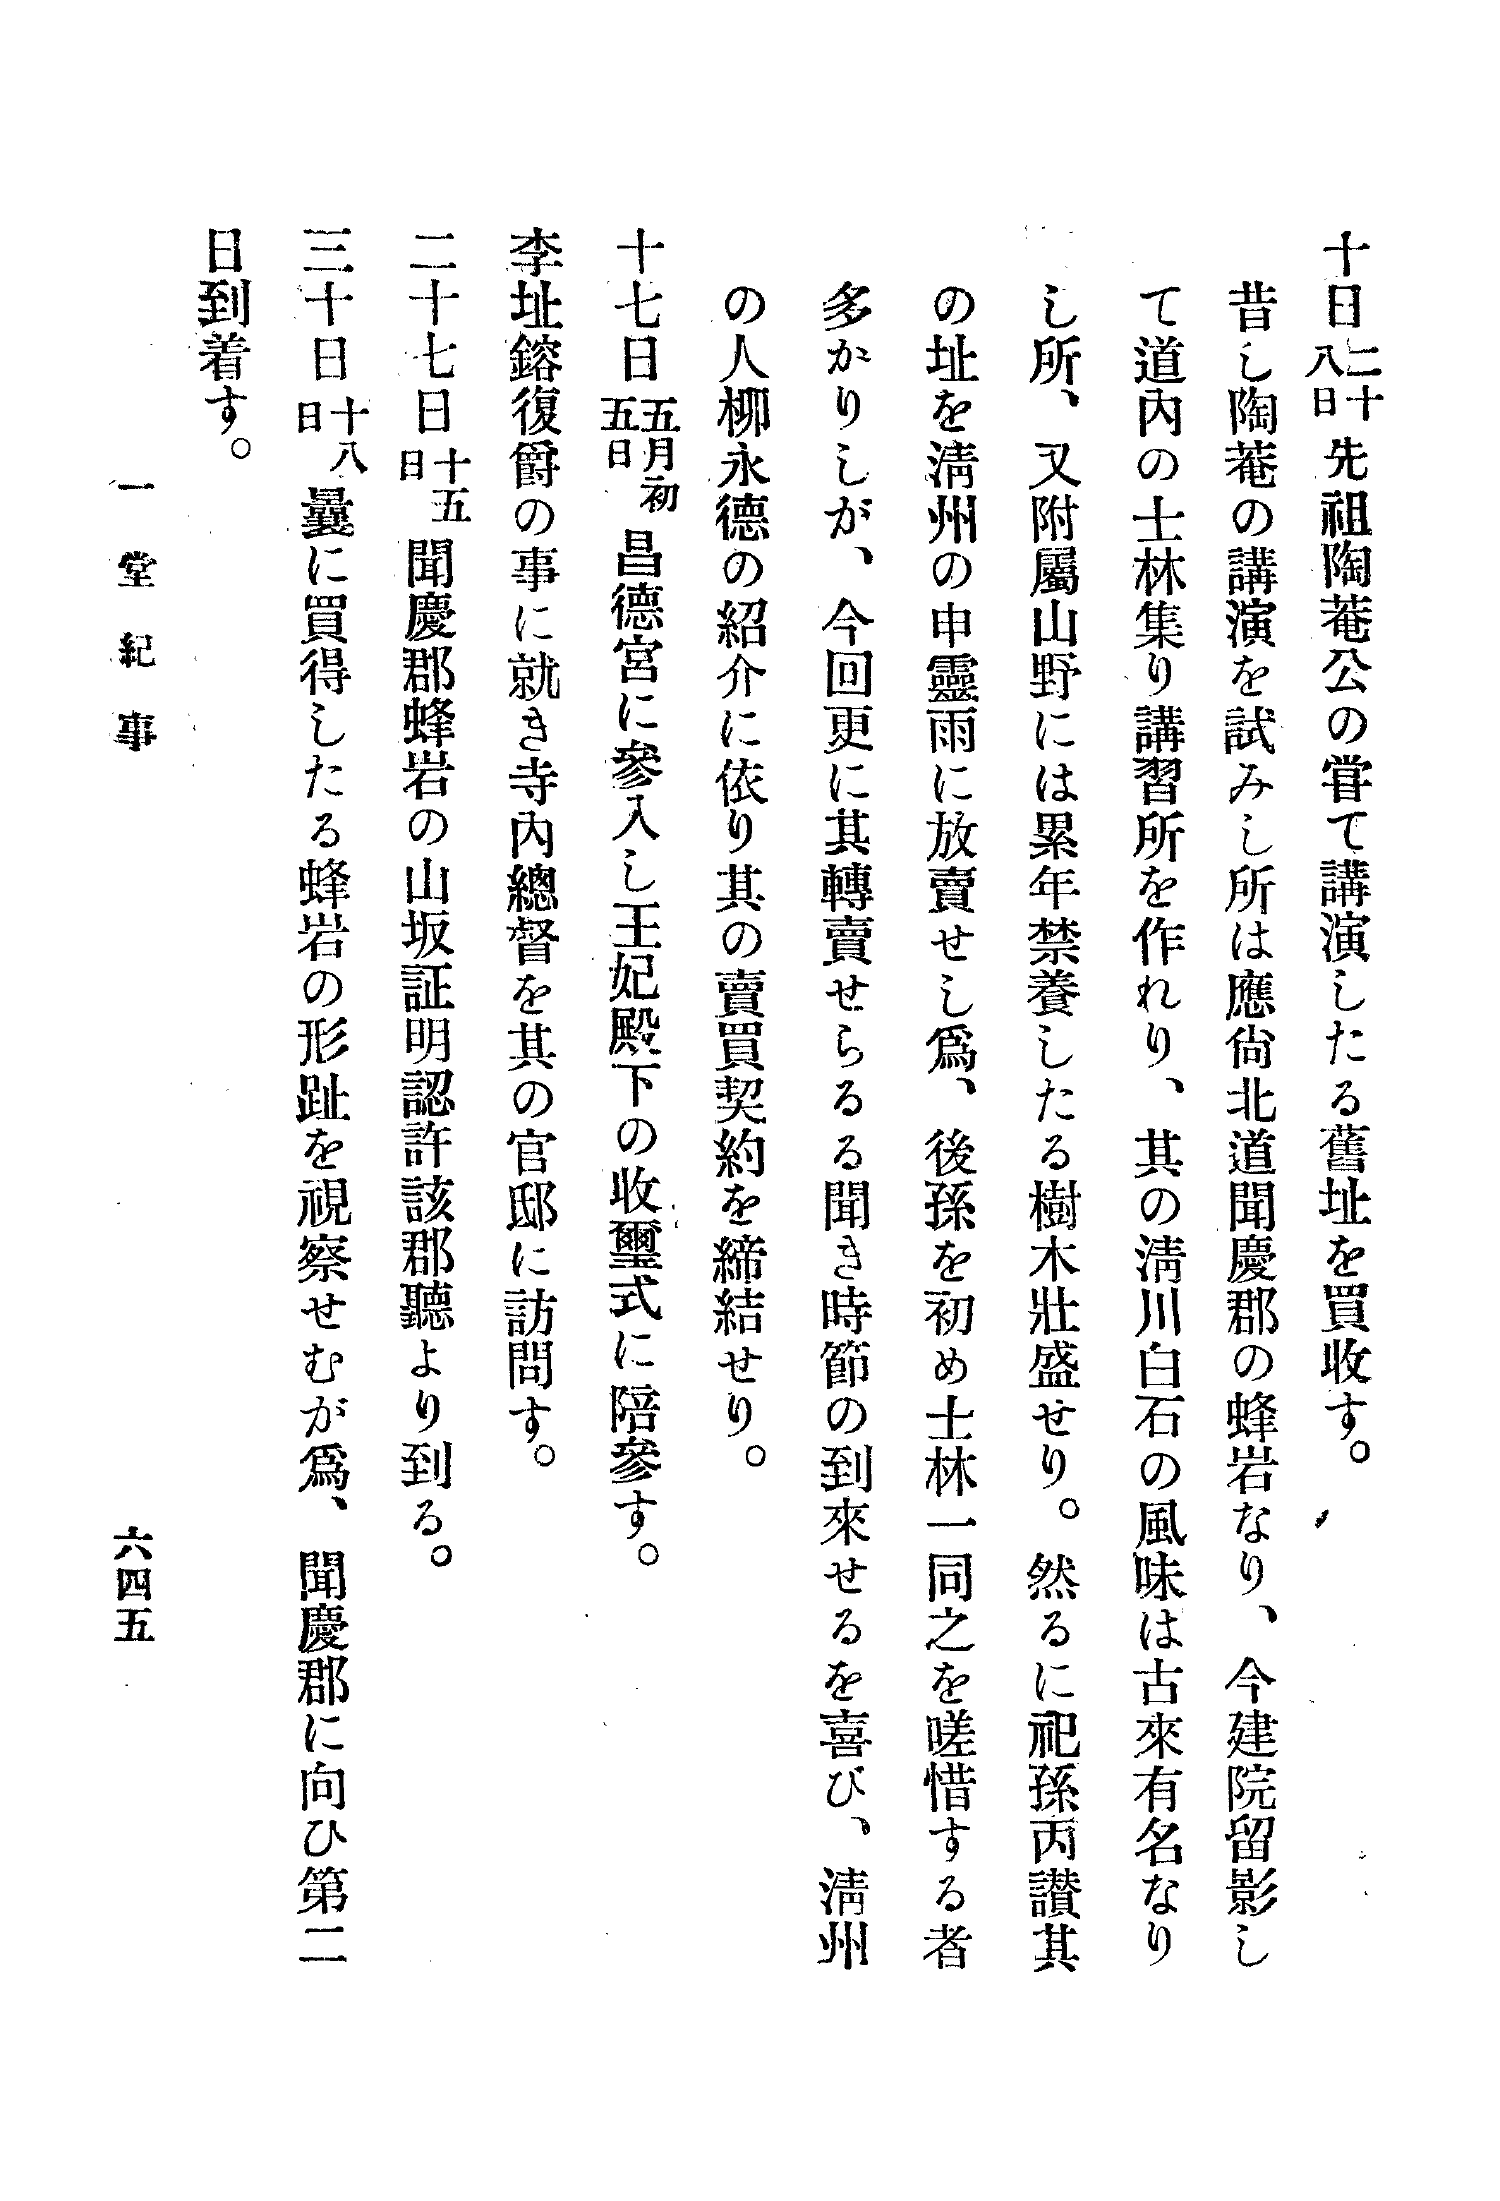 十日二十八日先祖陶菴公の甞て講演したる舊址を買收す。
昔し陶菴の講演を試みし所は應尙北道聞慶郡の蜂岩なり、今建院留影し
て道內の士林集り講習所を作れり、其の淸川白石の風味は古來有名なり
し所、又附屬山野には累年禁養したる樹木壯盛せり。然るに祀孫丙讃其
の址を淸州の申靈雨に放賣せし爲、後孫を初め士林一同之を嗟惜する者
多かりしが、今回更に其轉賣せらるる聞き時節の到來せるを喜び、淸州
の人柳永德の紹介に依り其の賣買契約を締結せり。
十七日五月初五日昌德宮に參入し王妃殿下の收璽式に陪參す。
李址鎔復爵の事に就き寺內總督を其の官邸に訪問す。
二十七日十五日聞慶郡蜂岩の山坂証明認許該郡聽より到る。
三十日十八日曩に買得したる蜂岩の形趾を視察せむが爲、聞慶郡に向ひ第二
日到着す。
一堂紀事
六四五